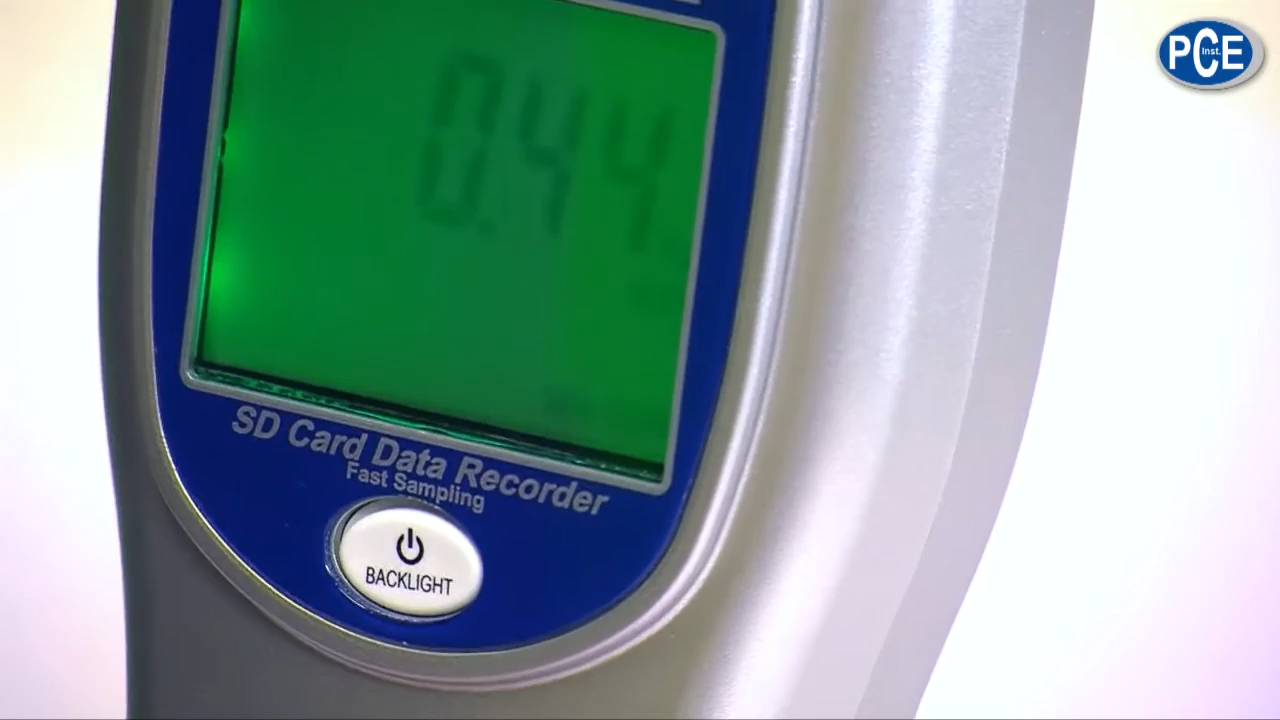 PCE
Inst.
0.44
SD Card Data Recorder
Fast Sampling
BACKLIGHT